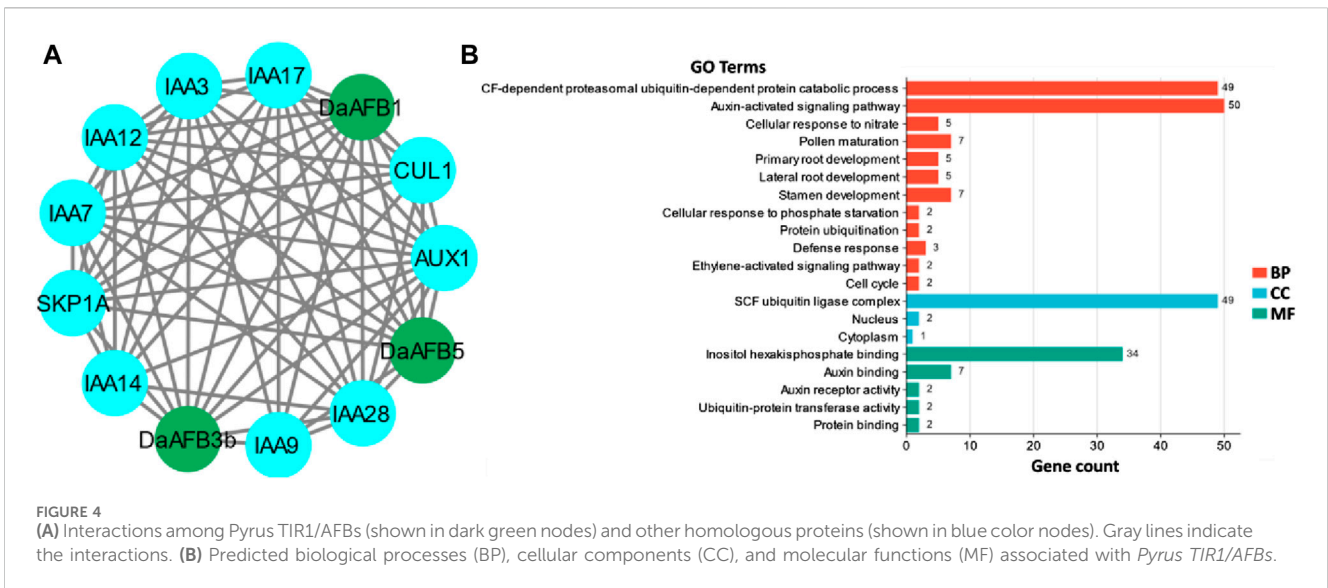 A
IAA17
IAA3
DaAFB1
IAA12
CUL1
IAA7
AUX1
SKP1A
DaAFB5
IAA14
IAA28
DaAFB3b
IAA9
B
GO Terms
CF-dependent proteasomal ubiquitin-dependent protein catabolic process 49
Auxin-activated signaling pathway 50
Cellular response to nitrate 5
Pollen maturation 7
Primary root development 5
Lateral root development 5
Stamen development 7
Cellular response to phosphate starvation 2
Protein ubiquitination 2
Defense response 3
Ethylene-activated signaling pathway 2
Cell cycle 2
SCF ubiquitin ligase complex 49
Nucleus 2
Cytoplasm 1
Inositol hexakisphosphate binding 34
Auxin binding 7
Auxin receptor activity 2
Ubiquitin-protein transferase activity 2
Protein binding 2
0 10 20 30 40 50
Gene count
BP
CC
MF
FIGURE 4
(A) Interactions among Pyrus TIR1/AFBs (shown in dark green nodes) and other homologous proteins (shown in blue color nodes). Gray lines indicate
the interactions. (B) Predicted biological processes (BP), cellular components (CC), and molecular functions (MF) associated with Pyrus TIR1/AFBs.